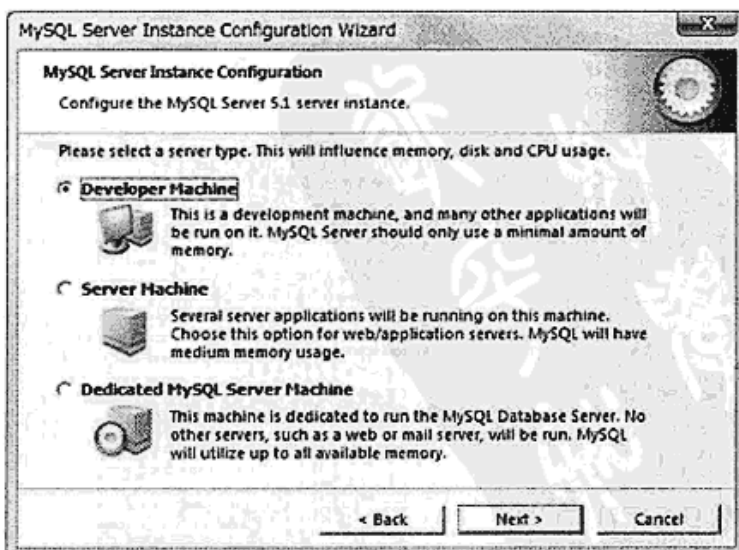 MySQL Server Instance Configuration Wizard
X
MySQL Server Instance Configuration
Configure the MySQL Server 5.1 server instance.
Please select a server type. This will influence memory, disk and CPU usage.
Developer Machine
This is a development machine, and many other applications will
be run on it. MySQL Server should only use a minimal amount of
memory.
Server Machine
Several server applications will be running on this machine.
Choose this option for web/application servers. MySQL will have
medium memory usage.
Dedicated MySQL Server Machine
This machine is dedicated to run the MySQL Database Server. No
other servers, such as a web or mail server, will be run. MySQL
will utilize up to all available memory.
< Back Next > Cancel